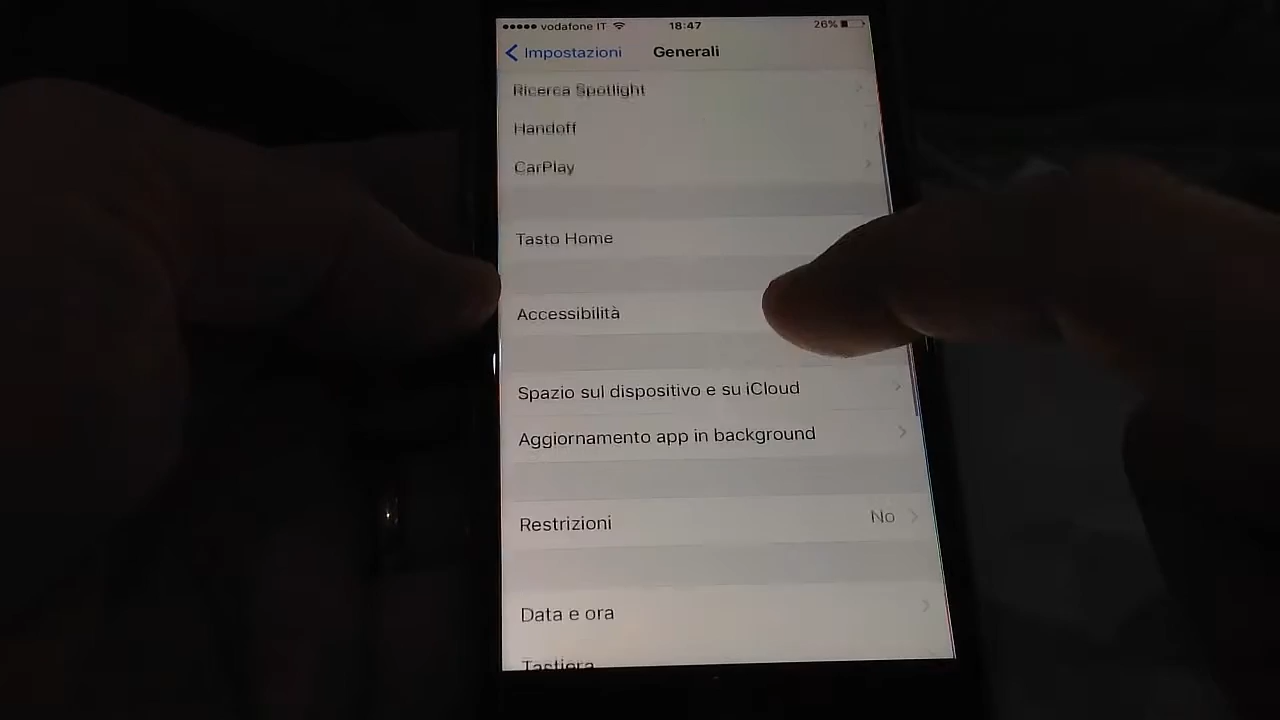 vodafone IT 18:47 26%
Impostazioni Generali
Ricerca Spotlight
Handoff
CarPlay
Tasto Home
Accessibilità
Spazio sul dispositivo e su iCloud
Aggiornamento app in background
Restrizioni No
Data e ora
Tastiera